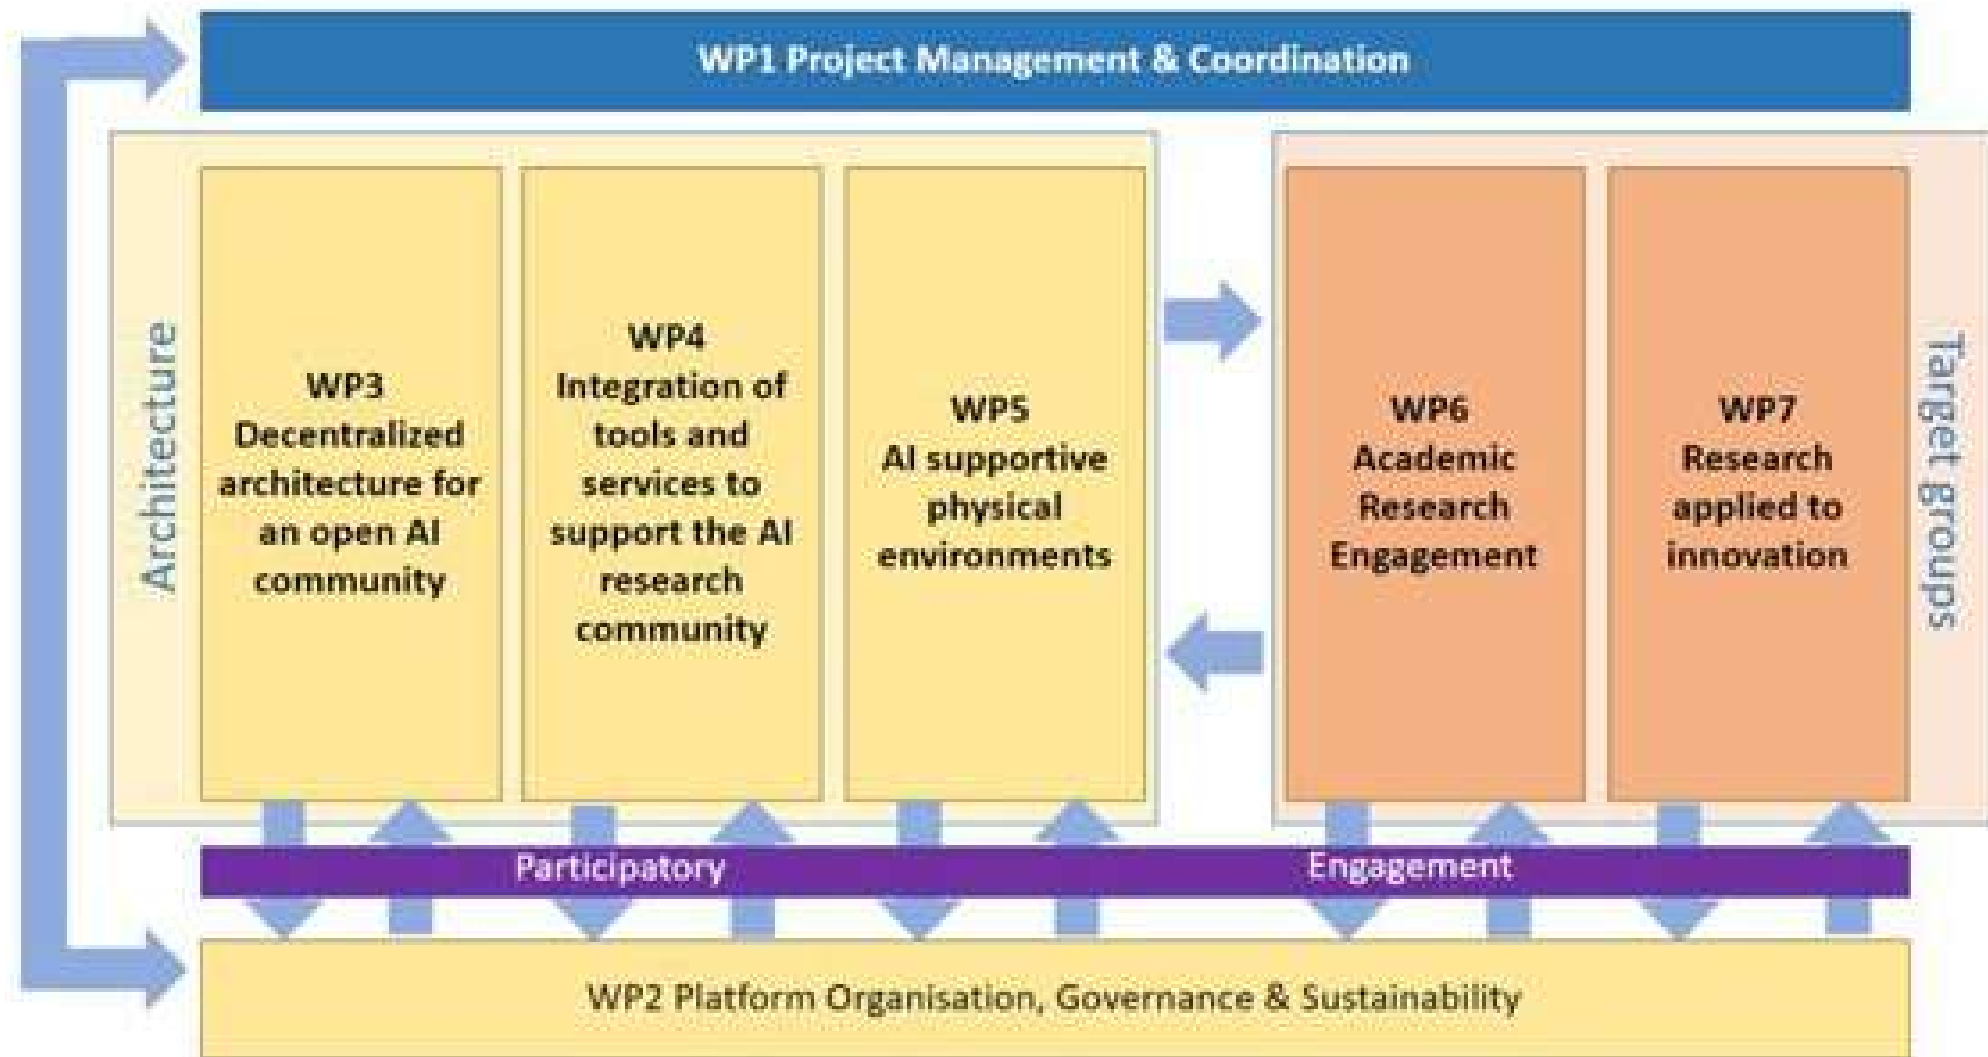 WP1 Project Management & Coordination
Architecture
WP3
Decentralized
architecture for
an open AI
community
WP4
Integration of
tools and
services to
support the AI
research
community
WP5
AI supportive
physical
environments
WP6
Academic
Research
Engagement
WP7
Research
applied to
innovation
Target groups
Participatory Engagement
WP2 Platform Organisation, Governance & Sustainability